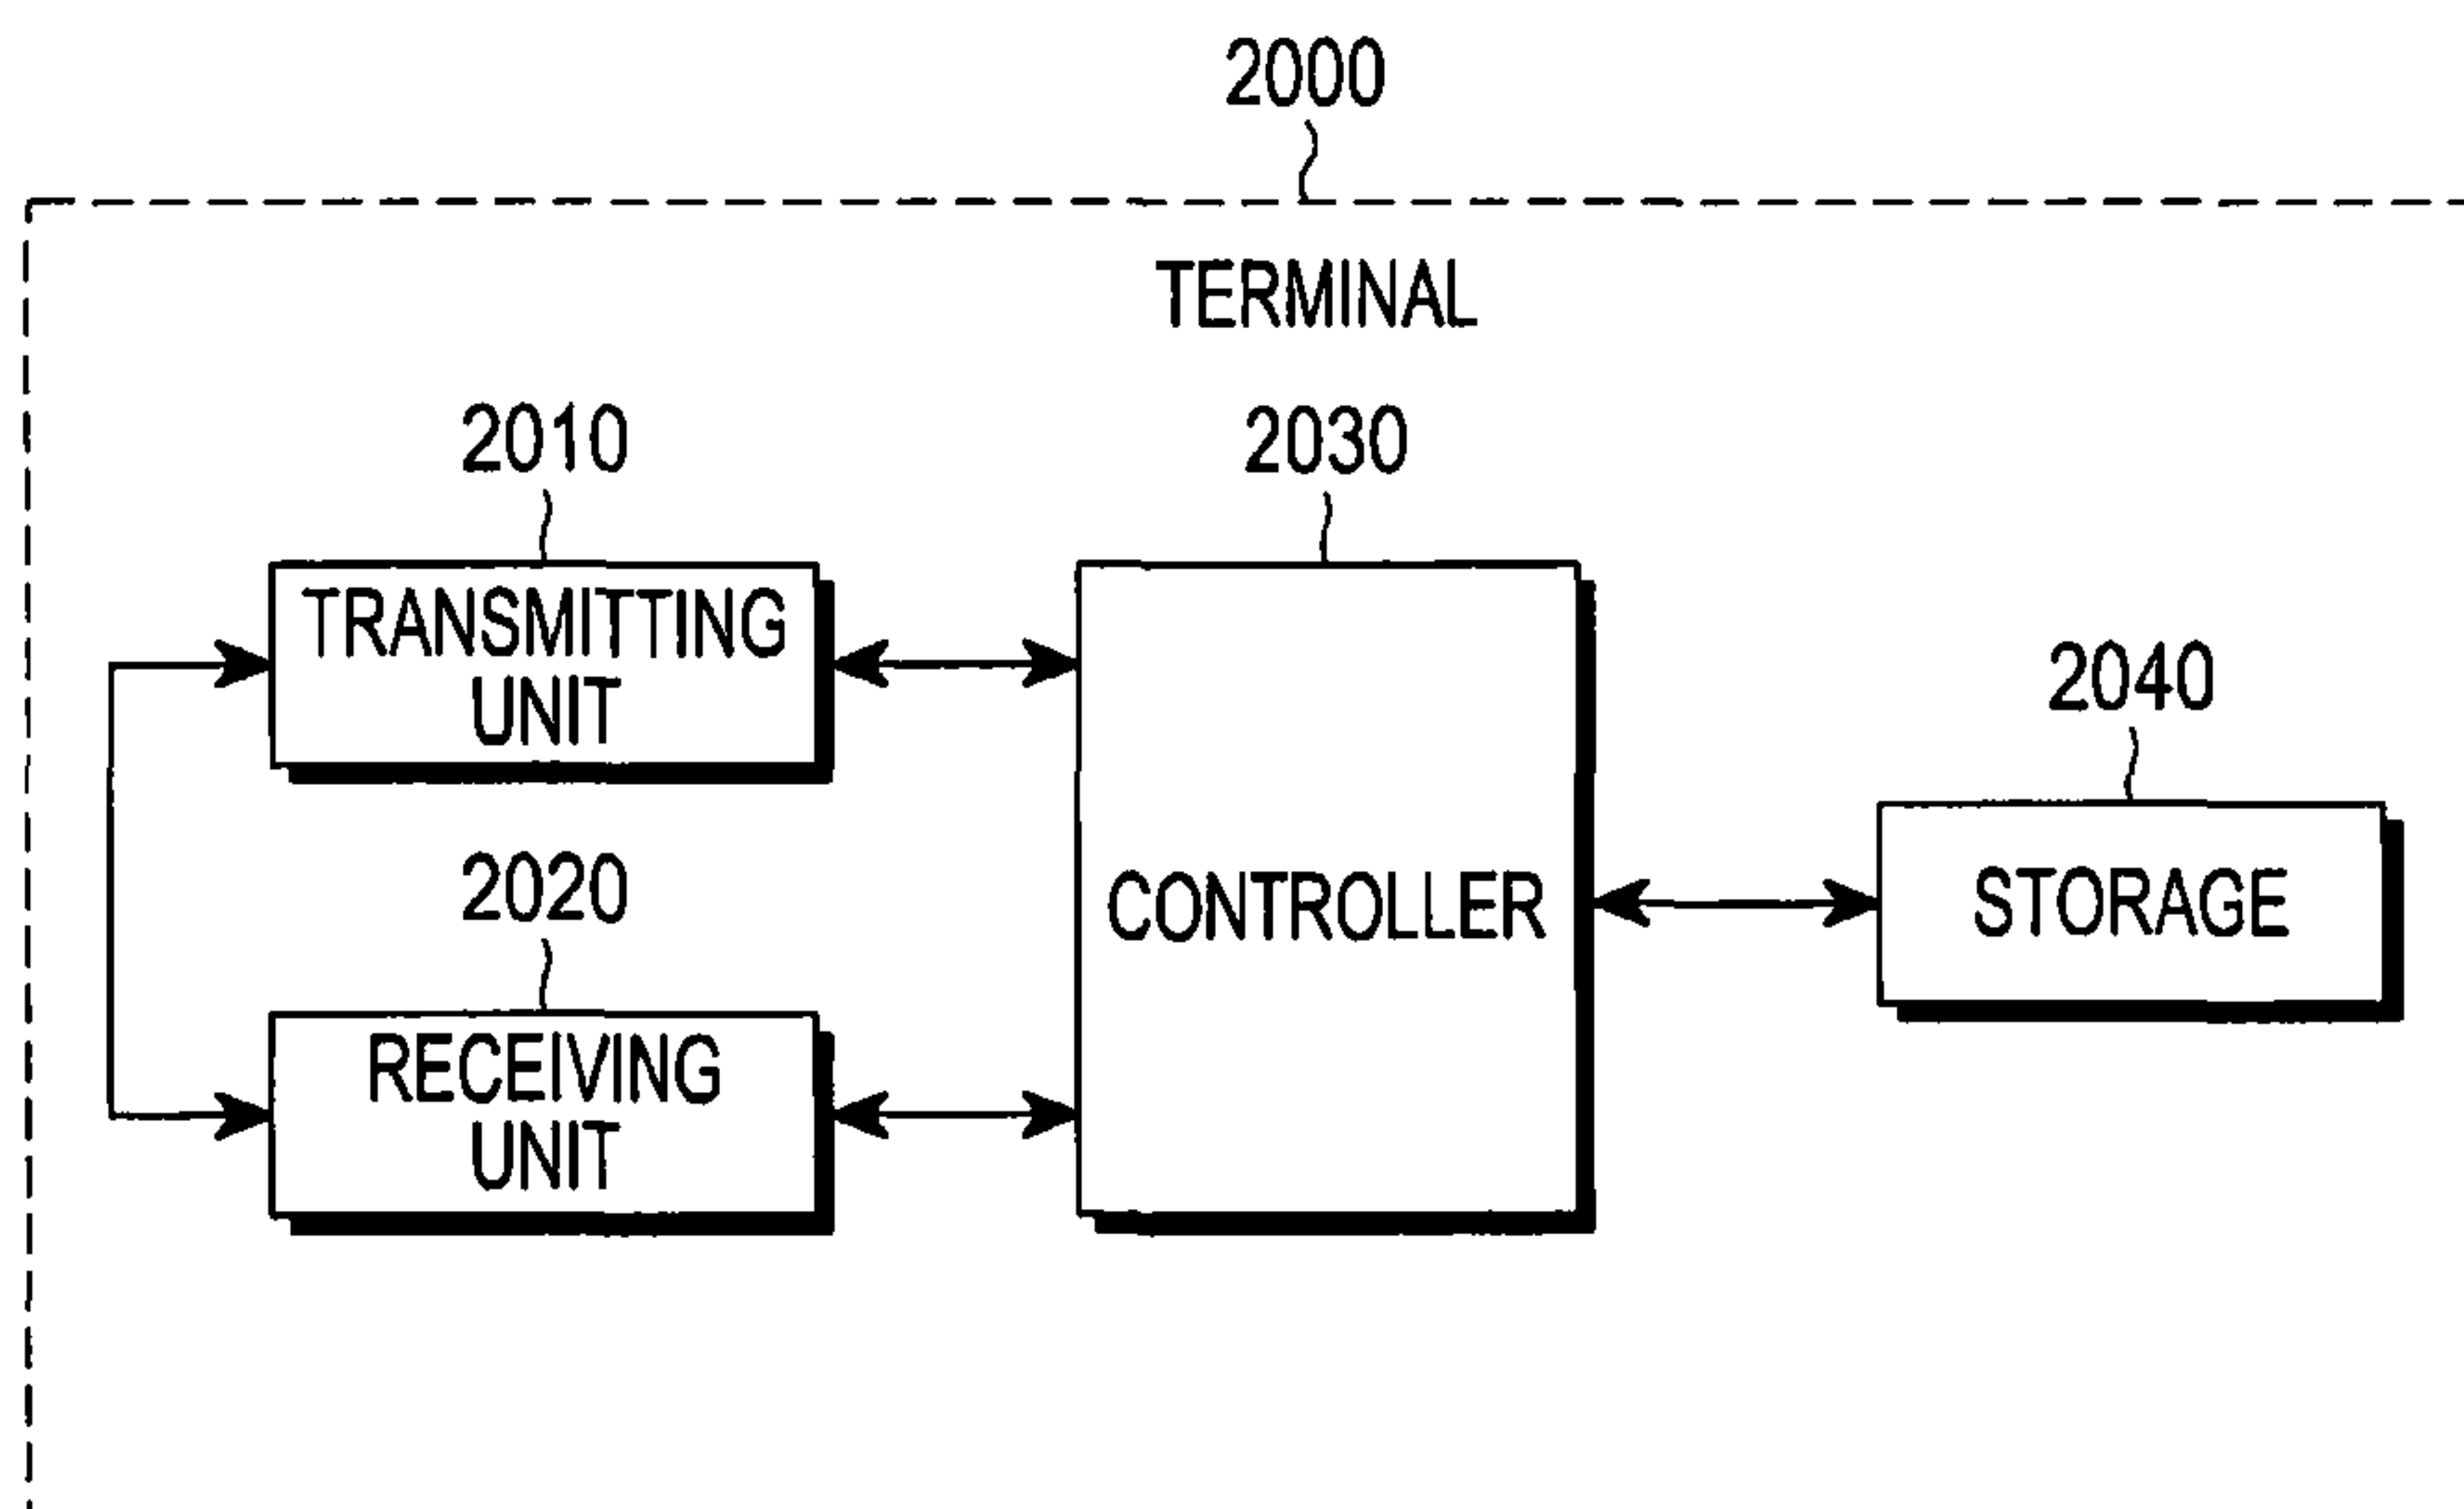 2000
TERMINAL
2010
TRANSMITTING
UNIT
2020
RECEIVING
UNIT
2030
CONTROLLER
2040
STORAGE